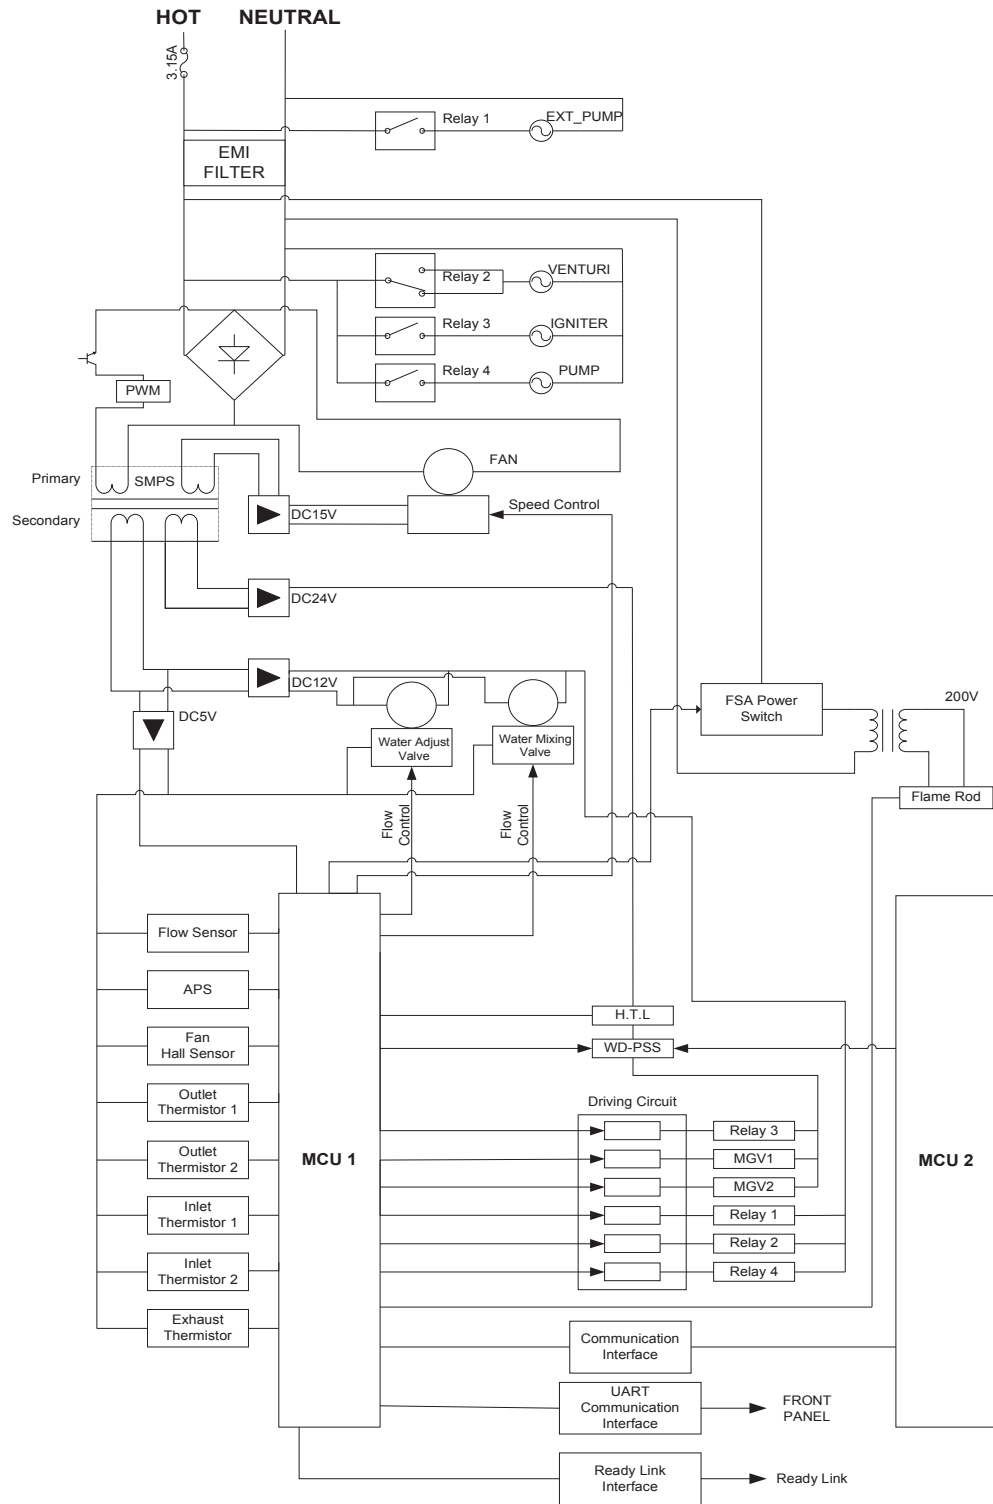 HOT NEUTRAL
3.15A
Relay 1
EXT_PUMP
EMI
FILTER
Relay 2
VENTURI
Relay 3
IGNITER
Relay 4
PUMP
PWM
FAN
Primary
SMPS
Speed Control
Secondary
DC15V
DC24V
DC12V
FSA Power
Switch
200V
DC5V
Water Adjust
Valve
Water Mixing
Valve
Flame Rod
Flow
Control
Flow
Control
Flow Sensor
APS
Fan
Hall Sensor
H.T.L
WD-PSS
Outlet
Thermistor 1
Driving Circuit
Relay 3
Outlet
Thermistor 2
MCU 1
MGV1
MCU 2
MGV2
Inlet
Thermistor 1
Relay 1
Relay 2
Inlet
Thermistor 2
Relay 4
Exhaust
Thermistor
Communication
Interface
UART
Communication
Interface
FRONT
PANEL
Ready Link
Interface
Ready Link